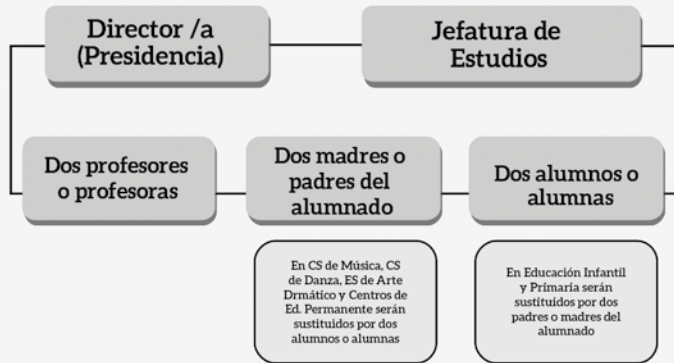 Director /a
(Presidencia)
Jefatura de
Estudios
Dos profesores
o profesoras
Dos madres o
padres del
alumnado
Dos alumnos o
alumnas
En CS de Música, CS
de Danza, ES de Arte
Drmático y Centros de
Ed. Permanente serán
sustituidos por dos
alumnos o alumnas
En Educación Infantil
y Primaria serán
sustituidos por dos
padres o madres del
alumnado